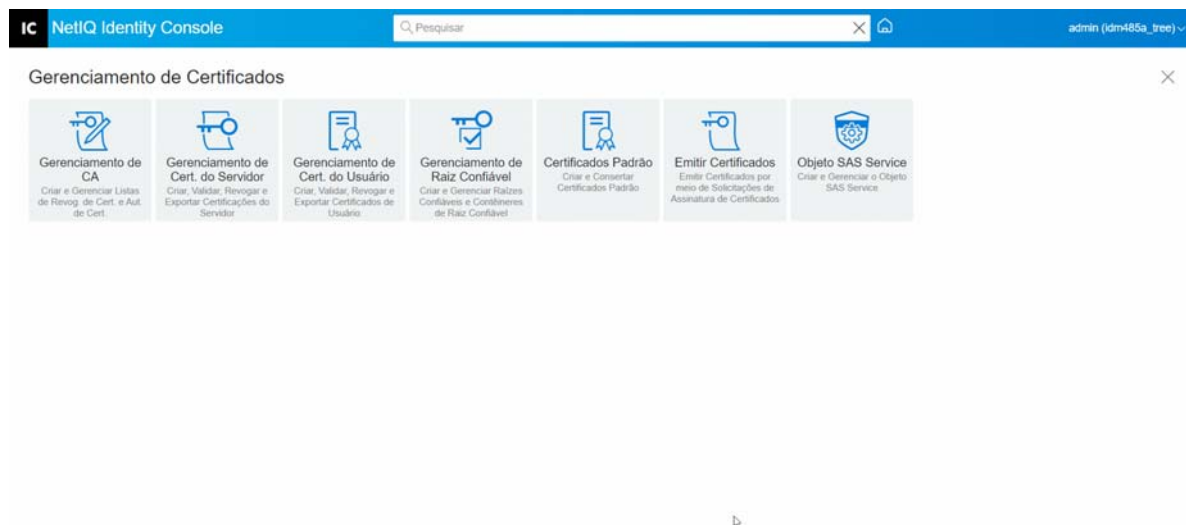 IC NetIQ Identity Console
Pesquisar
admin (idm485a_tree)
Gerenciamento de Certificados
Gerenciamento de
CA
Criar e Gerenciar Listas
de Revog. de Cert. e Aut.
de Cert.
Gerenciamento de
Cert. do Servidor
Criar, Validar, Revogar e
Exportar Certificações do
Servidor
Gerenciamento de
Cert. do Usuário
Criar, Validar, Revogar e
Exportar Certificados de
Usuário
Gerenciamento de
Raiz Confiável
Criar e Gerenciar Raízes
Confiáveis e Contêineres
de Raiz Confiável
Certificados Padrão
Criar e Consertar
Certificados Padrão
Emitir Certificados
Emitir Certificados por
meio de Solicitações de
Assinatura de Certificados
Objeto SAS Service
Criar e Gerenciar o Objeto
SAS Service